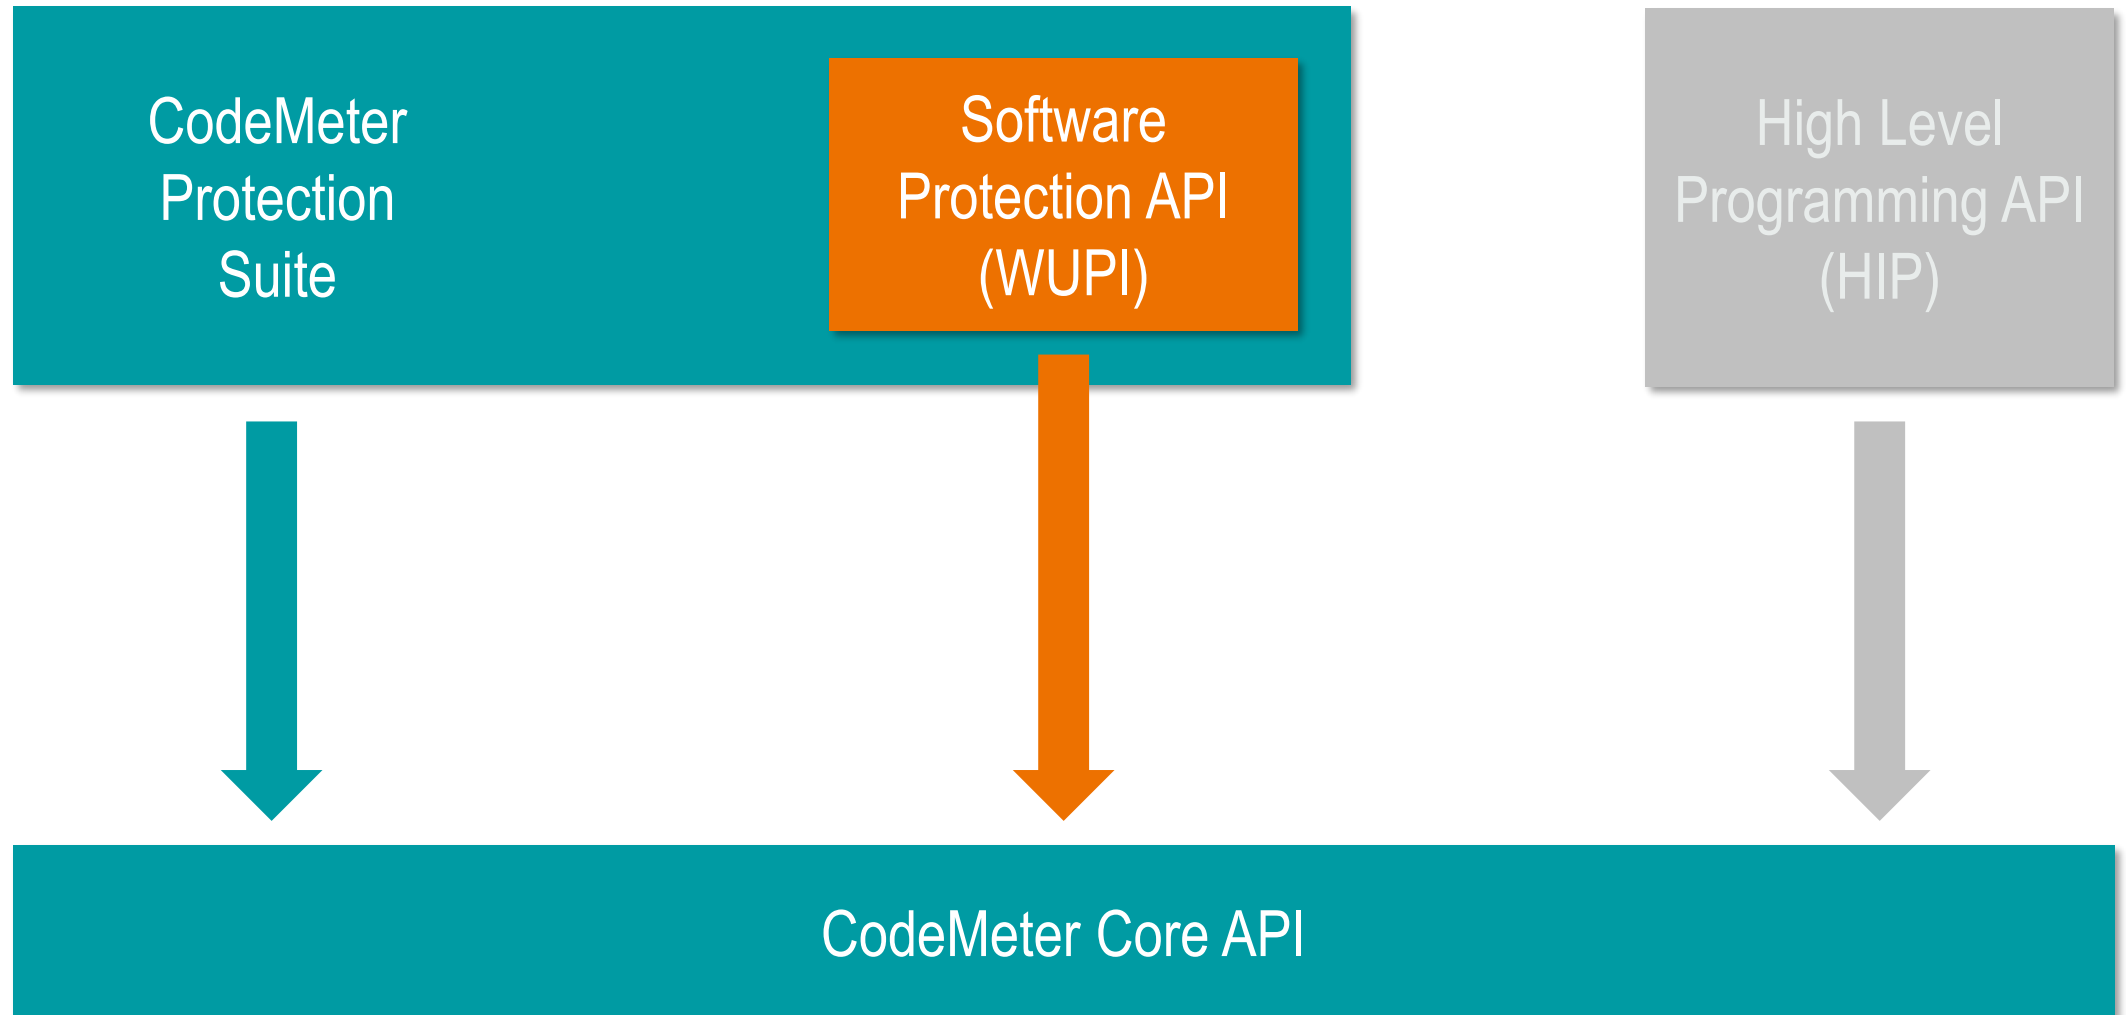 CodeMeter
Protection
Suite
Software
Protection API
(WUPI)
High Level
Programming API
(HIP)
CodeMeter Core API